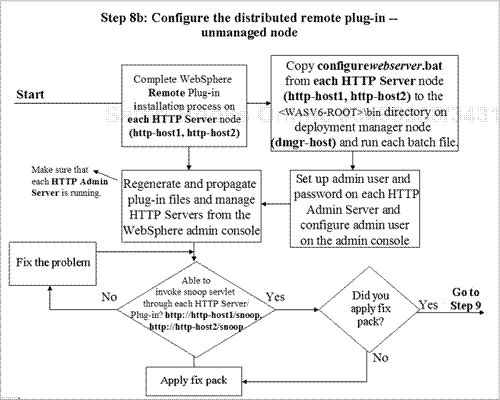 Step 8b: Configure the distributed remote plug-in --
unmanaged node
Start
Complete WebSphere
Remote Plug-in
installation process on
each HTTP Server node
(http-host1, http-host2)
Copy configurewebserver.bat
from each HTTP Server node
(http-host1, http-host2) to the
<WASV6-ROOT>\bin directory on
deployment manager node
(dmgr-host) and run each batch file.
Make sure that
each HTTP Admin
Server is running.
Regenerate and propagate
plug-in files and manage
HTTP Servers from the
WebSphere admin console
Set up admin user and
password on each HTTP
Admin Server and
configure admin user
on the admin console
Fix the problem
No
Able to
invoke snoop servlet
through each HTTP Server/
Plug-in? http://http-host1/snoop,
http://http-host2/snoop
Yes
Did you
apply fix
pack?
Yes
Go to
Step 9
No
Apply fix pack